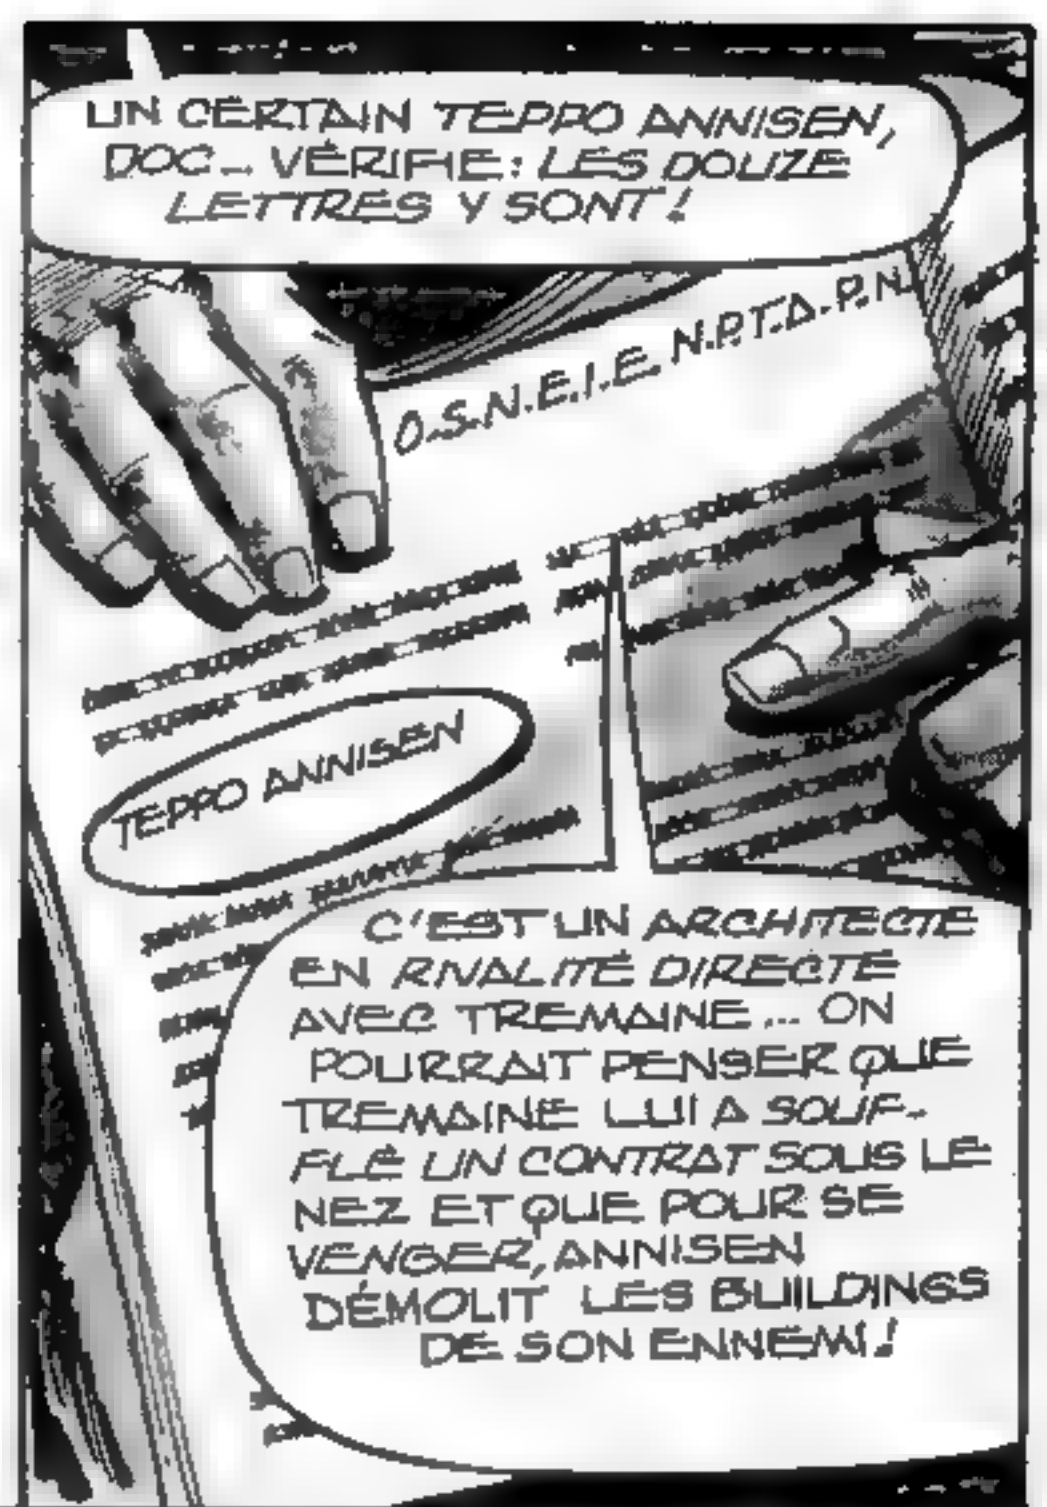 UN CERTAIN TEPPO ANNISEN,
DOC... VÉRIFIE: LES DOUZE
LETTRES Y SONT!
O.S.N.E.I.E.N.P.T.A.P.N.
TEPPO ANNISEN
C'EST UN ARCHITECTE
EN RIVALITÉ DIRECTE
AVEC TREMAINE... ON
POURRAIT PENSER QUE
TREMAINE LUI A SOUF-
FLÉ UN CONTRAT SOUS LE
NEZ ET QUE POUR SE
VENGER, ANNISEN
DÉMOLIT LES BUILDINGS
DE SON ENNEMI!